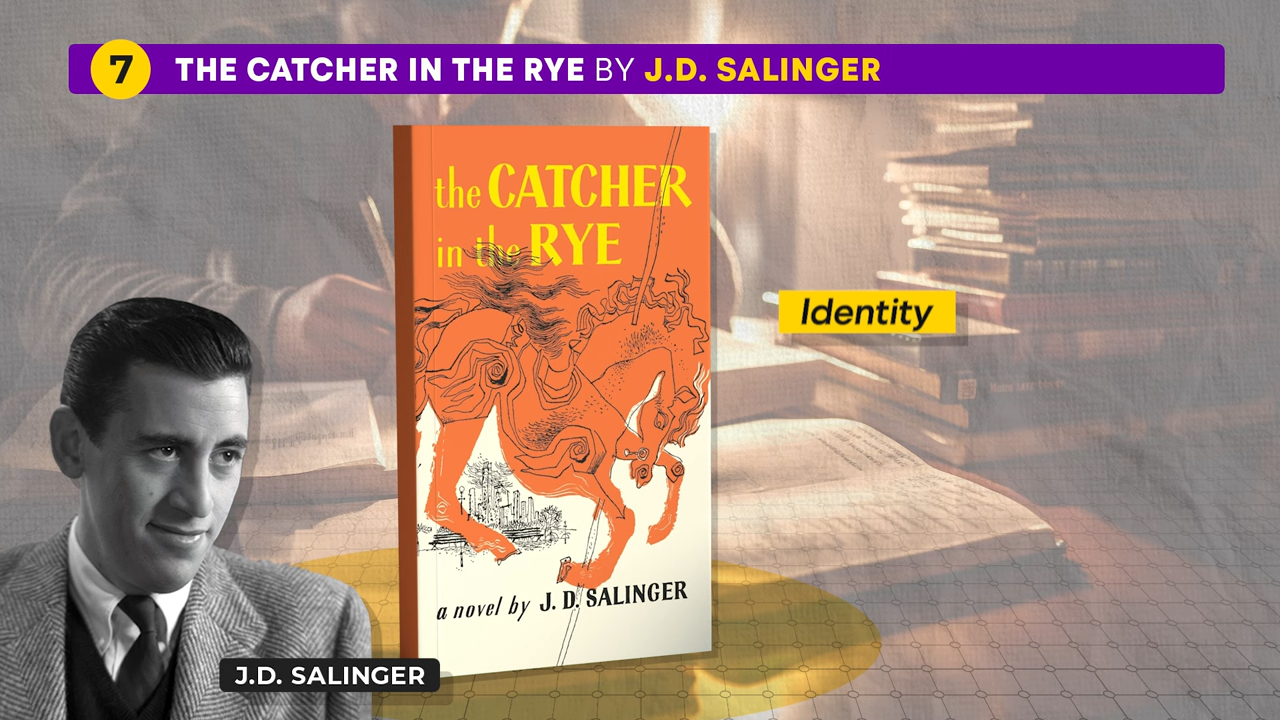 7
THE CATCHER IN THE RYE BY J.D. SALINGER
the CATCHER
in the RYE
a novel by J. D. SALINGER
Identity
J.D. SALINGER